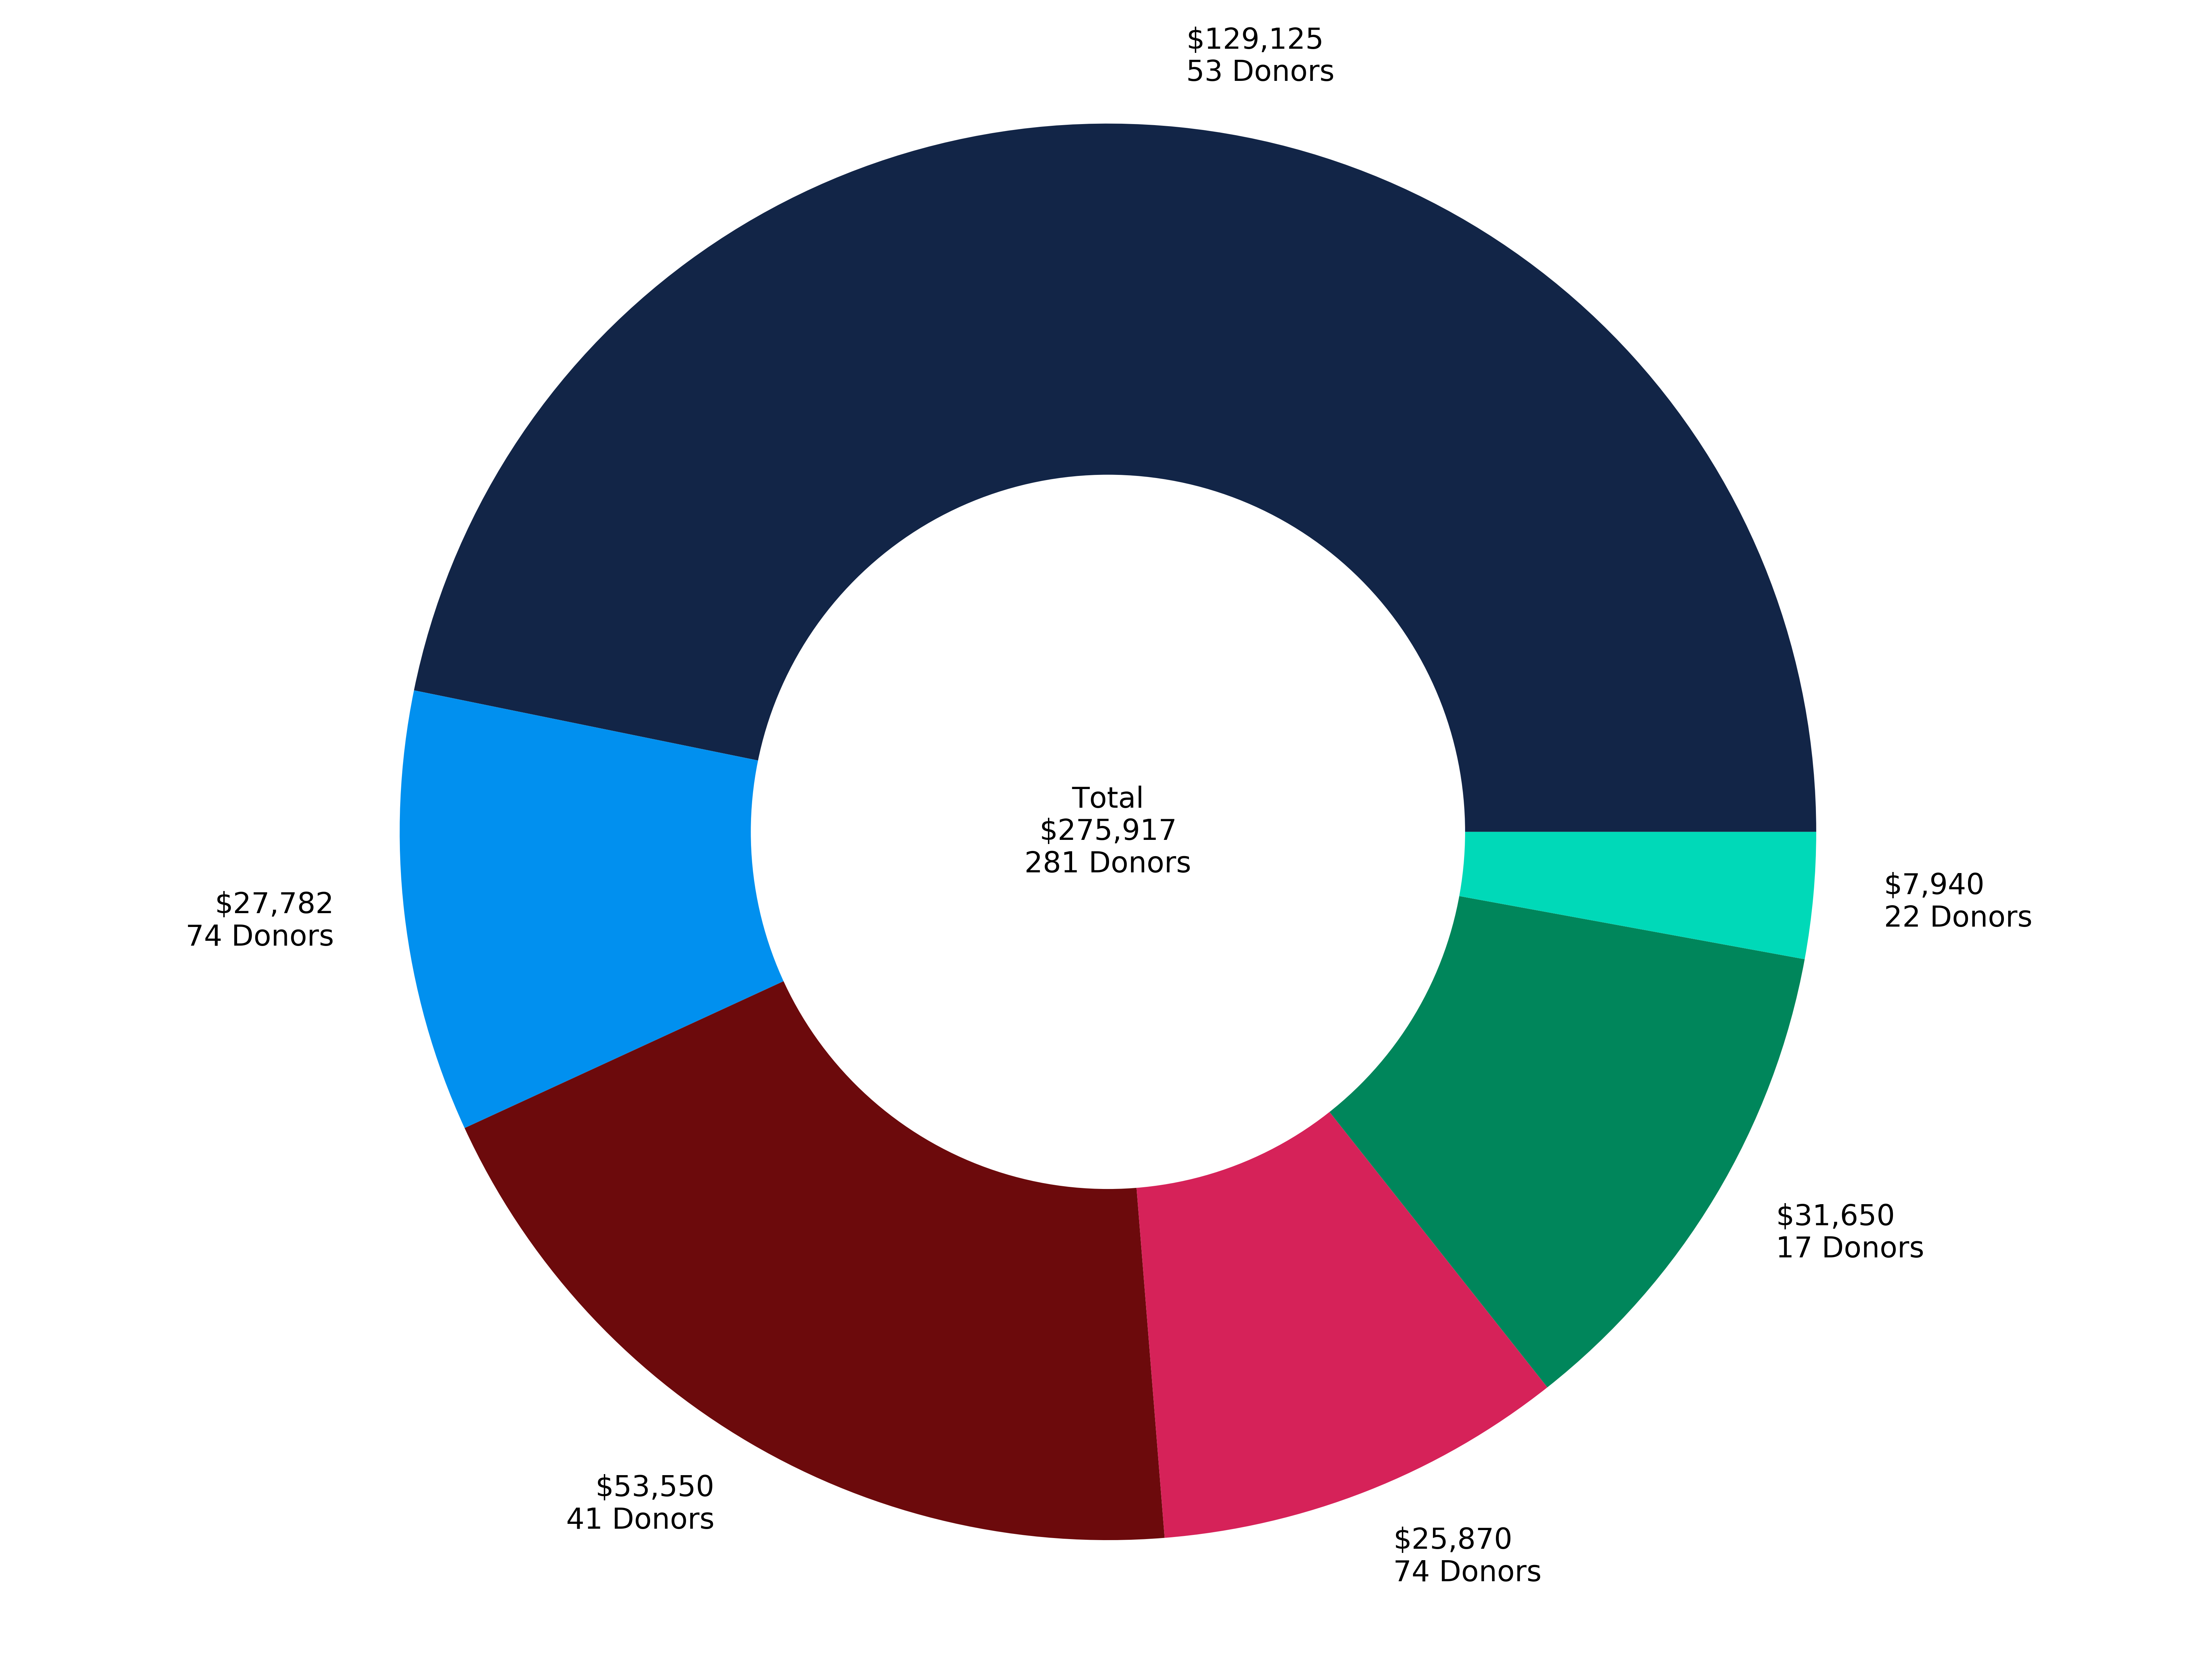 $129,125
53 Donors
Total
$275,917
281 Donors
$27,782
74 Donors
$7,940
22 Donors
$31,650
17 Donors
$53,550
41 Donors
$25,870
74 Donors